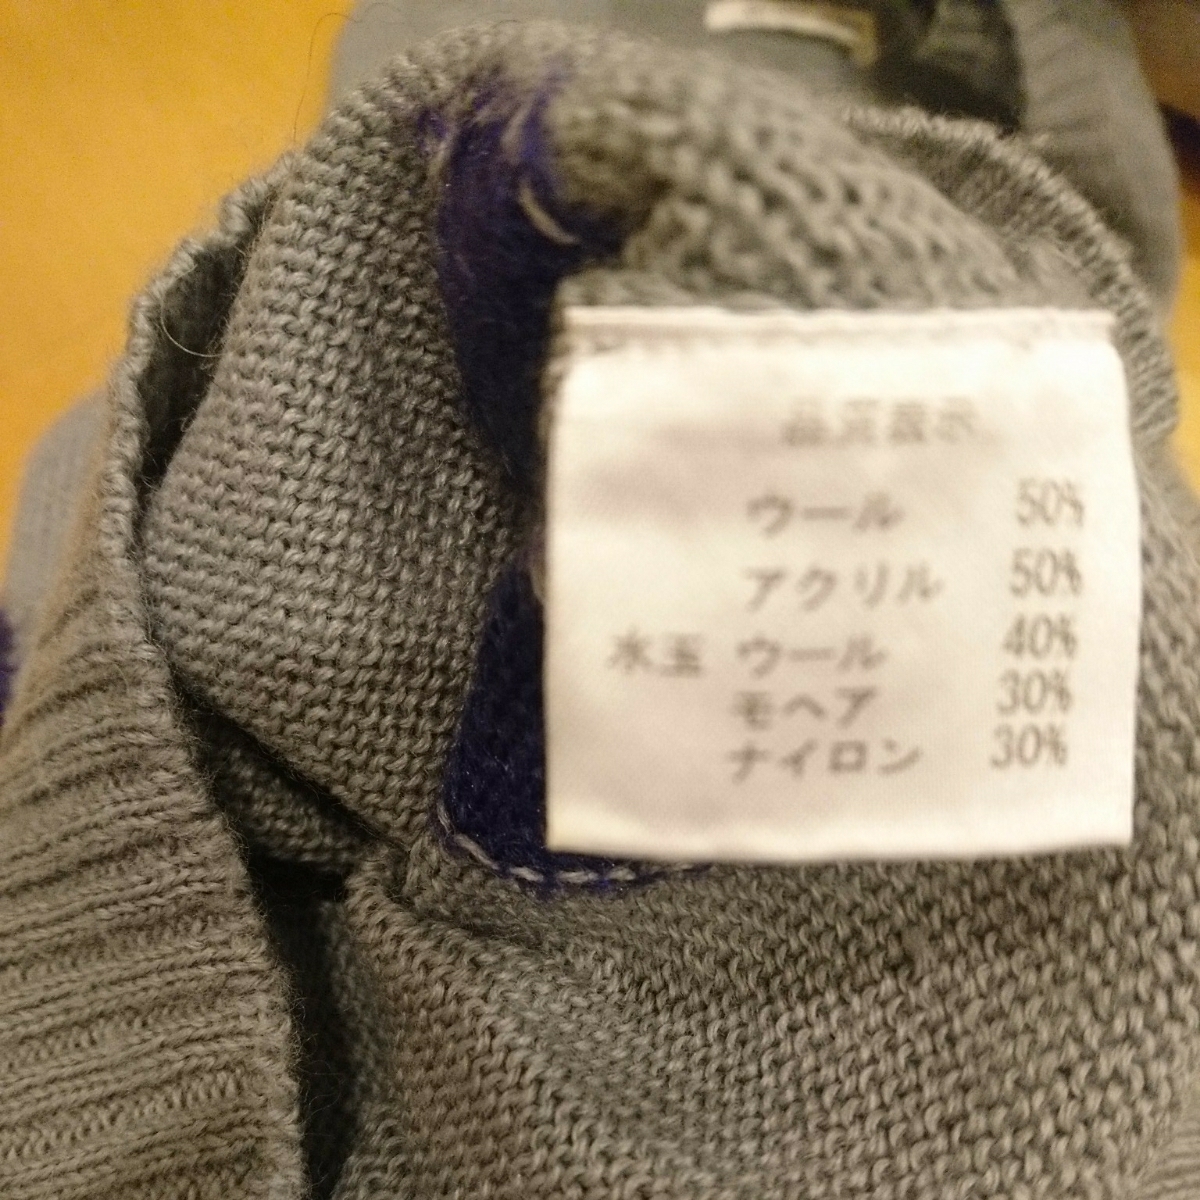 品質表示
ウール 50%
アクリル 50%
水玉 ウール 40%
モヘア 30%
ナイロン 30%